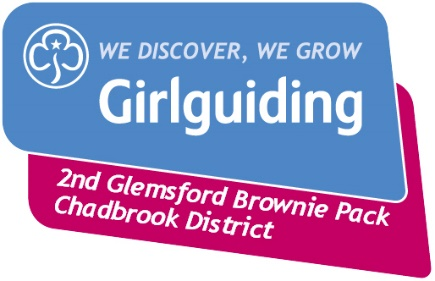 WE DISCOVER, WE GROW
Girlguiding
2nd Glemsford Brownie Pack
Chadbrook District